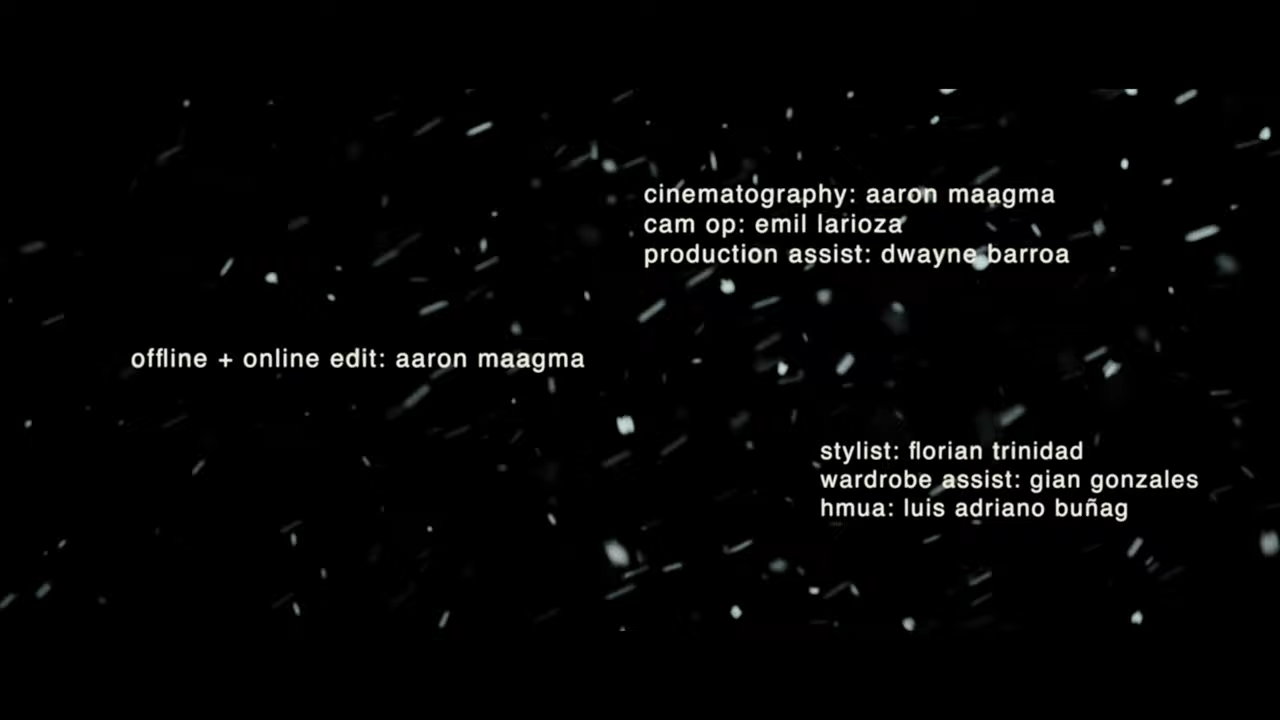 cinematography: aaron maagma
cam op: emil larioza
production assist: dwayne barroa
offline + online edit: aaron maagma
stylist: florian trinidad
wardrobe assist: gian gonzales
hmua: luis adriano buñag